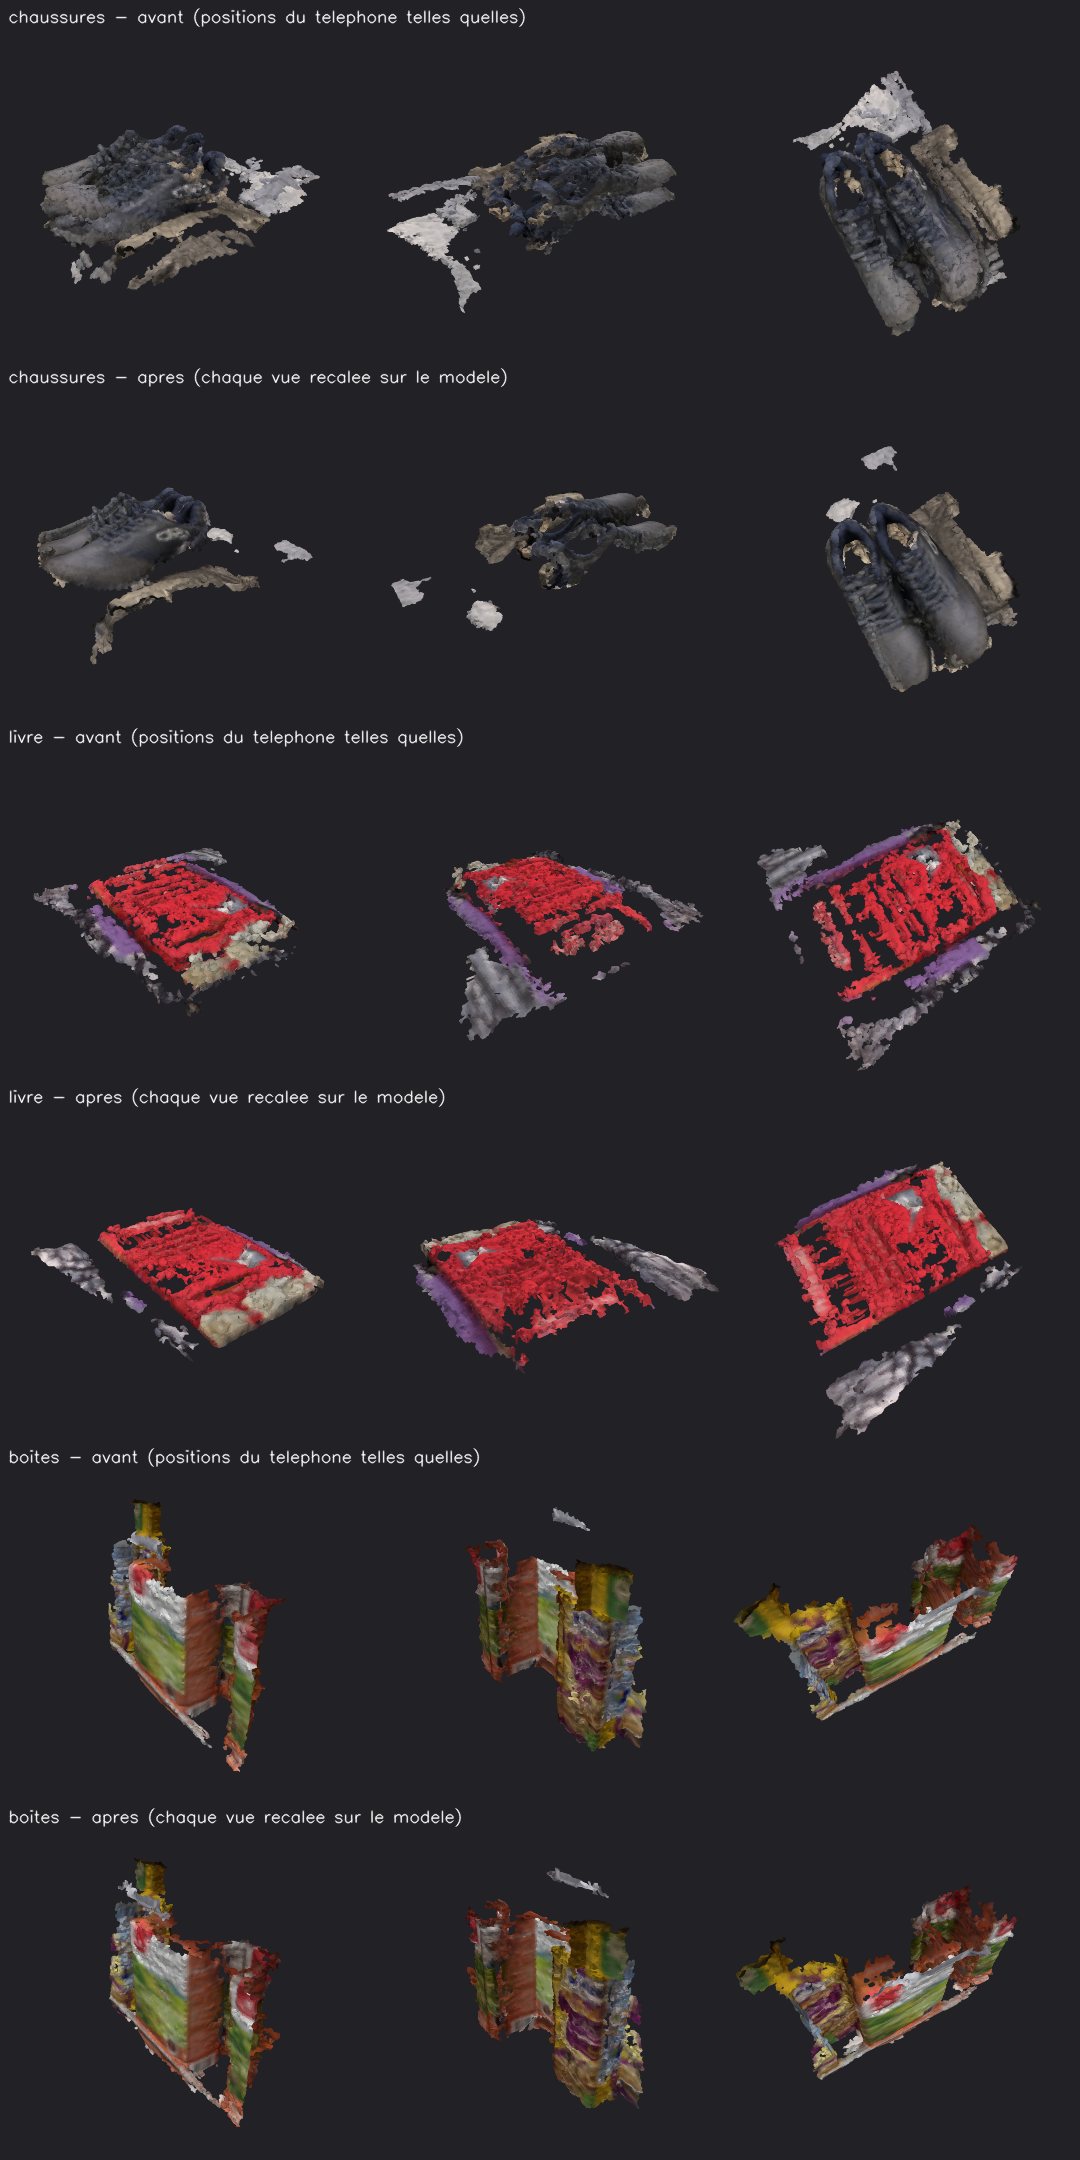 chaussures - avant (positions du telephone telles quelles)
chaussures - apres (chaque vue recalee sur le modele)
livre - avant (positions du telephone telles quelles)
livre - apres (chaque vue recalee sur le modele)
boites - avant (positions du telephone telles quelles)
boites - apres (chaque vue recalee sur le modele)